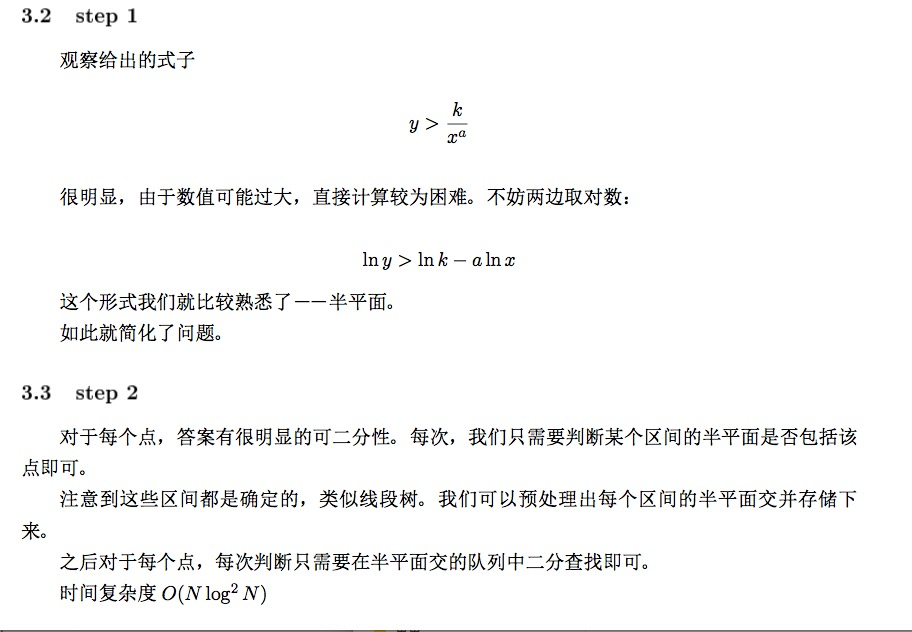 3.2 step 1
观察给出的式子
y > k/x^a
很明显，由于数值可能过大，直接计算较为困难。不妨两边取对数：
ln y > ln k − a ln x
这个形式我们就比较熟悉了——半平面。
如此就简化了问题。
3.3 step 2
对于每个点，答案有很明显的可二分性。每次，我们只需要判断某个区间的半平面是否包括该
点即可。
注意到这些区间都是确定的，类似线段树。我们可以预处理出每个区间的半平面交并存储下
来。
之后对于每个点，每次判断只需要在半平面交的队列中二分查找即可。
时间复杂度 O(N log² N)